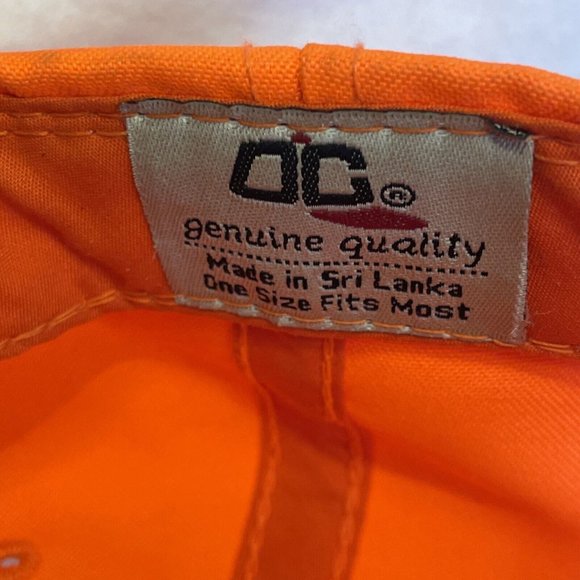 OC®
genuine quality
Made in Sri Lanka
One Size Fits Most